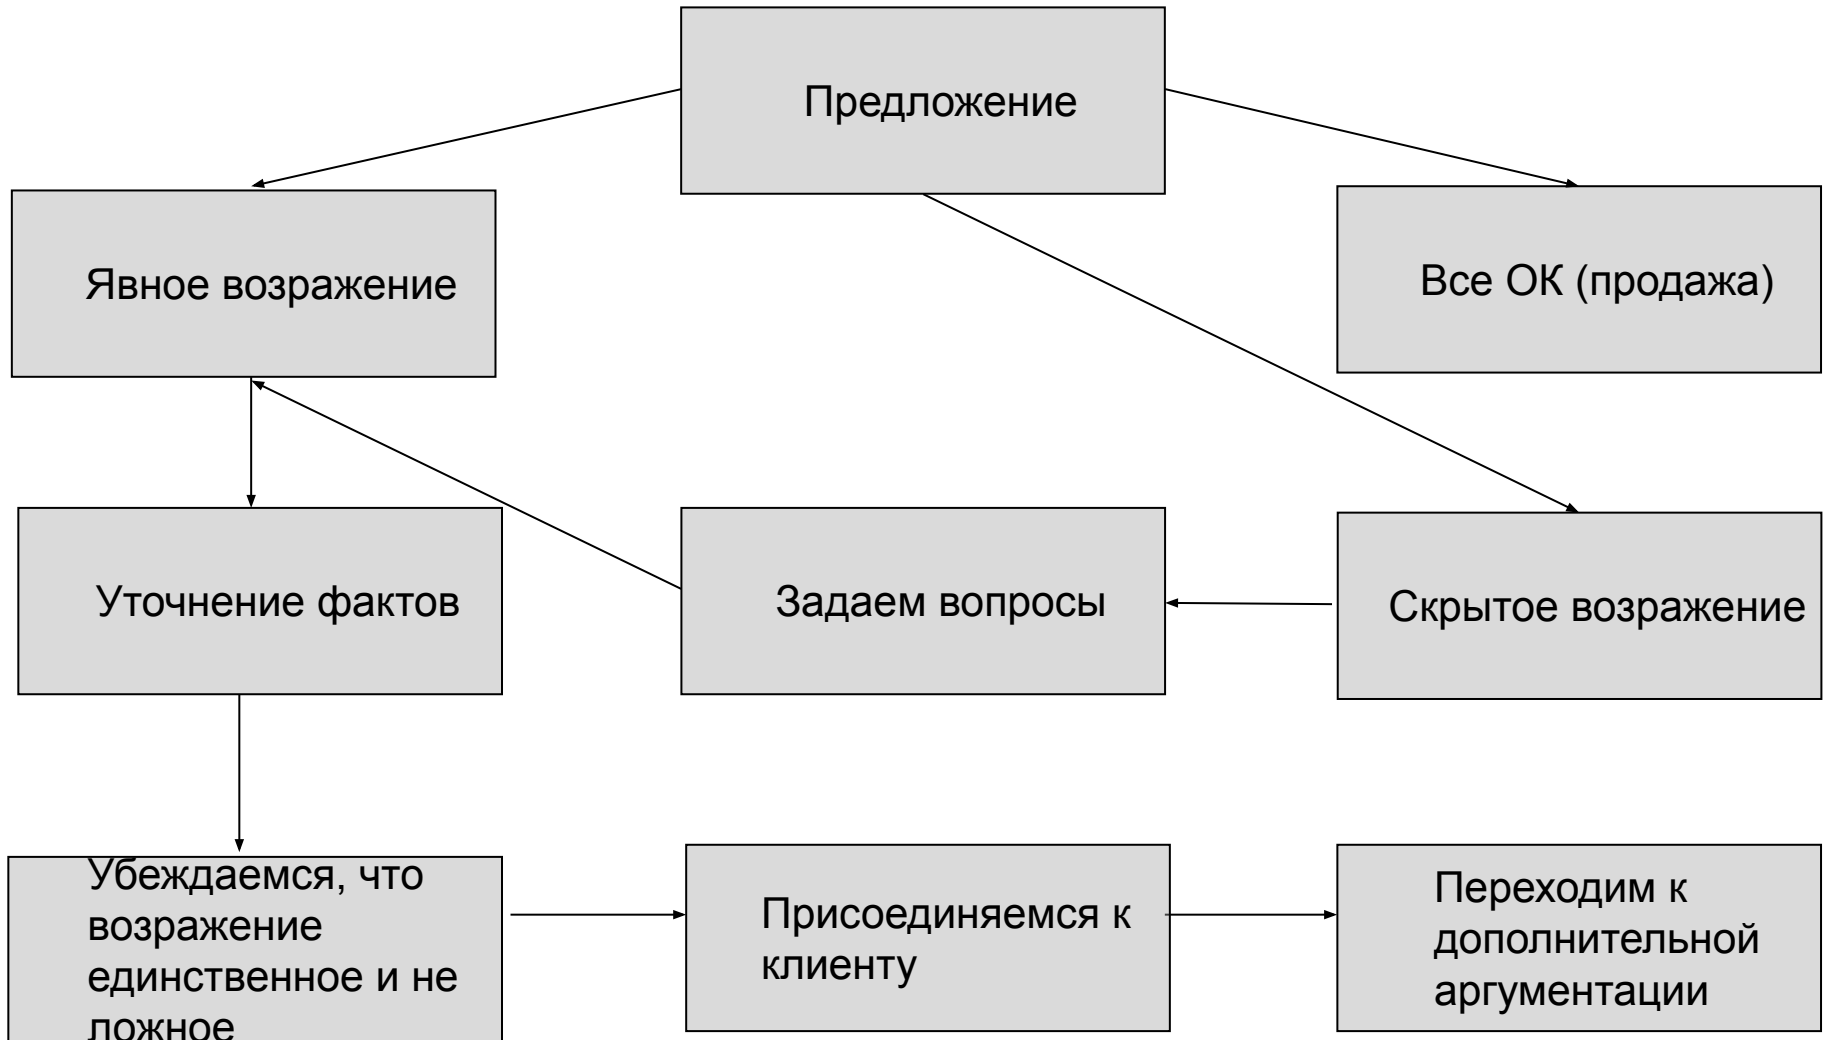 Предложение
Явное возражение
Все ОК (продажа)
Уточнение фактов
Задаем вопросы
Скрытое возражение
Убеждаемся, что
возражение
единственное и не
ложное
Присоединяемся к
клиенту
Переходим к
дополнительной
аргументации